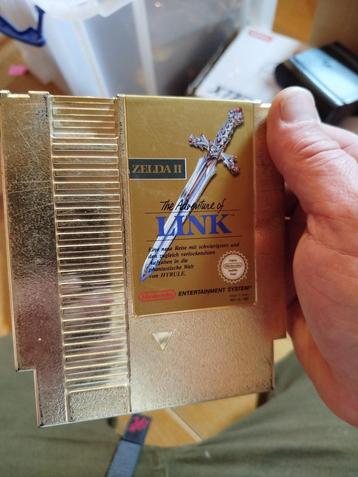 ZELDA II
The Adventure of
LINK
Eine neue Reise mit schwierigsten und
den zugleich verlockendsten
Aufgaben in die
phantastische Welt
von HYRULE.
Nintendo ENTERTAINMENT SYSTEM
Nintendo